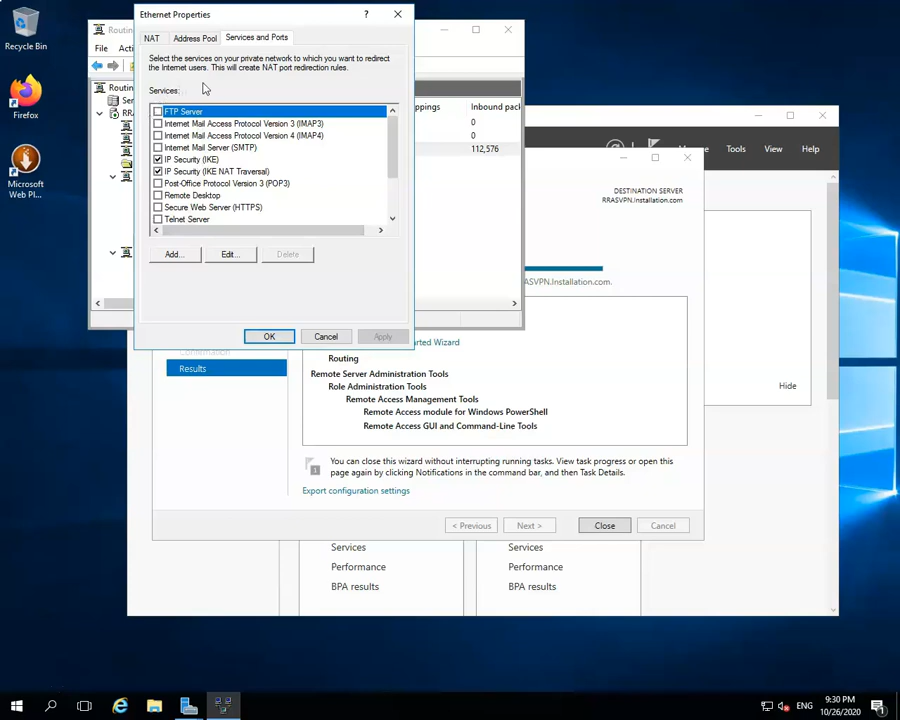 Recycle Bin
Firefox
Microsoft
Web Pl...
Routin
File
Acti
Routin
Ser
RRAS
Ethernet Properties
?
NAT
Address Pool
Services and Ports
Select the services on your private network to which you want to redirect
the Internet users. This will create NAT port redirection rules.
Services:
FTP Server
Internet Mail Access Protocol Version 3 (IMAP3)
Internet Mail Access Protocol Version 4 (IMAP4)
Internet Mail Server (SMTP)
IP Security (IKE)
IP Security (IKE NAT Traversal)
Post-Office Protocol Version 3 (POP3)
Remote Desktop
Secure Web Server (HTTPS)
Telnet Server
Add...
Edit...
Delete
OK
Cancel
Apply
ppings
Inbound pack
0
0
112,576
Tools
View
Help
DESTINATION SERVER
RRASVPN.Installation.com
ASVPN.Installation.com.
Confirmation
Results
arted Wizard
Routing
Remote Server Administration Tools
Role Administration Tools
Remote Access Management Tools
Remote Access module for Windows PowerShell
Remote Access GUI and Command-Line Tools
1
You can close this wizard without interrupting running tasks. View task progress or open this
page again by clicking Notifications in the command bar, and then Task Details.
Export configuration settings
< Previous
Next >
Close
Cancel
Hide
Services
Performance
BPA results
Services
Performance
BPA results
ENG
9:30 PM
10/26/2020
1